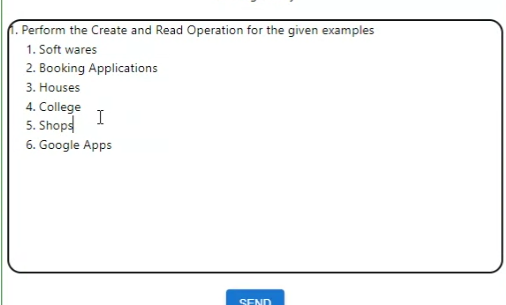 1. Perform the Create and Read Operation for the given examples
1. Soft wares
2. Booking Applications
3. Houses
4. College
5. Shops
6. Google Apps
SEND